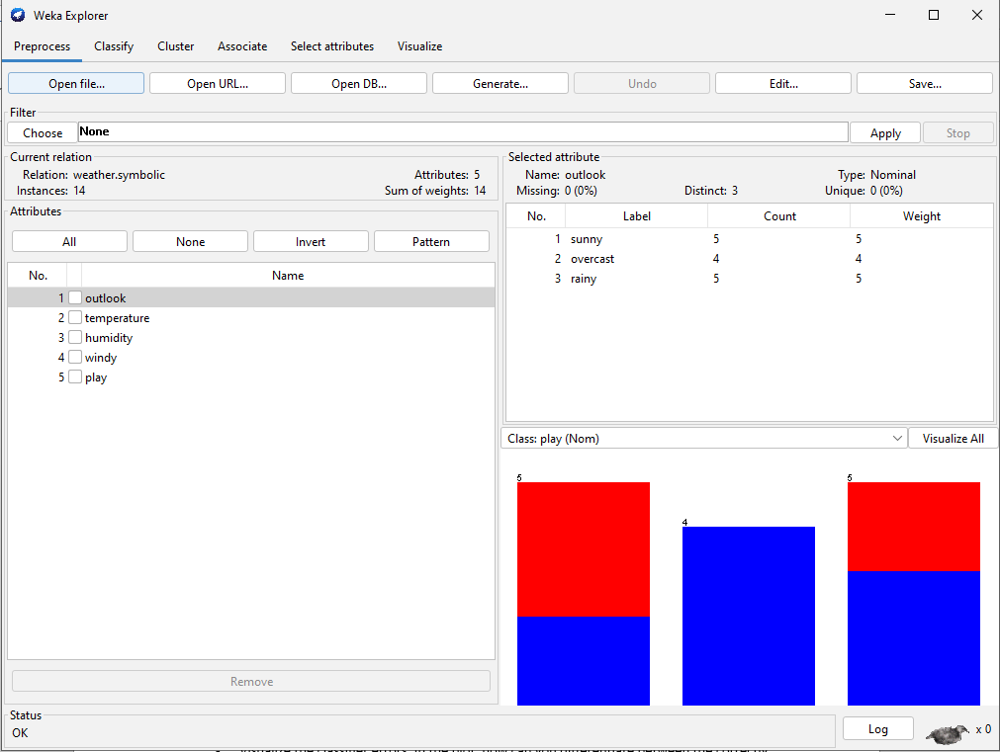 Weka Explorer
Preprocess Classify Cluster Associate Select attributes Visualize
Open file... Open URL... Open DB... Generate... Undo Edit... Save...
Filter
Choose None Apply Stop
Current relation
Relation: weather.symbolic Attributes: 5
Instances: 14 Sum of weights: 14
Attributes
All None Invert Pattern
No. Name
1 outlook
2 temperature
3 humidity
4 windy
5 play
Remove
Selected attribute
Name: outlook Type: Nominal
Missing: 0 (0%) Distinct: 3 Unique: 0 (0%)
No. Label Count Weight
1 sunny 5 5
2 overcast 4 4
3 rainy 5 5
Class: play (Nom) Visualize All
5 4 5
Status
OK
Log x 0